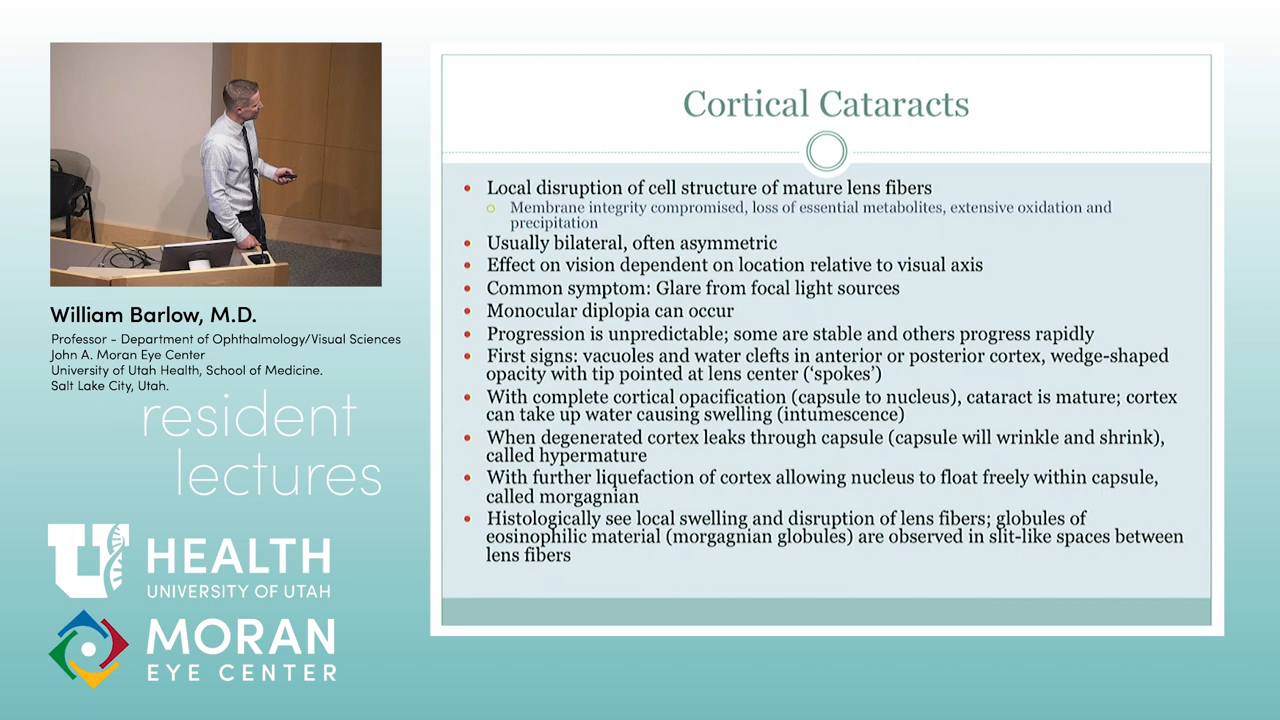 William Barlow, M.D.
Professor - Department of Ophthalmology/Visual Sciences
John A. Moran Eye Center
University of Utah Health, School of Medicine.
Salt Lake City, Utah.
resident
lectures
U HEALTH
UNIVERSITY OF UTAH
MORAN
EYE CENTER
Cortical Cataracts
• Local disruption of cell structure of mature lens fibers
○ Membrane integrity compromised, loss of essential metabolites, extensive oxidation and
precipitation
• Usually bilateral, often asymmetric
• Effect on vision dependent on location relative to visual axis
• Common symptom: Glare from focal light sources
• Monocular diplopia can occur
• Progression is unpredictable; some are stable and others progress rapidly
• First signs: vacuoles and water clefts in anterior or posterior cortex, wedge-shaped
opacity with tip pointed at lens center (‘spokes’)
• With complete cortical opacification (capsule to nucleus), cataract is mature; cortex
can take up water causing swelling (intumescence)
• When degenerated cortex leaks through capsule (capsule will wrinkle and shrink),
called hypermature
• With further liquefaction of cortex allowing nucleus to float freely within capsule,
called morgagnian
• Histologically see local swelling and disruption of lens fibers; globules of
eosinophilic material (morgagnian globules) are observed in slit-like spaces between
lens fibers